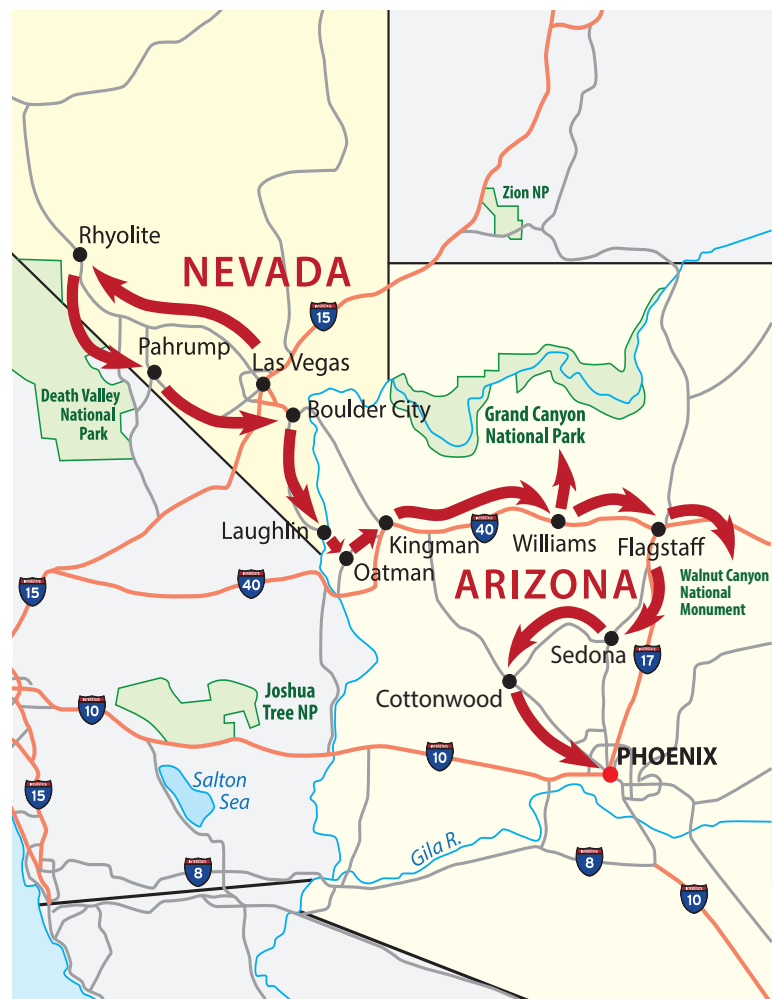 Zion NP
Rhyolite
NEVADA
15
Pahrump
Las Vegas
Death Valley
National
Park
Boulder City
Grand Canyon
National Park
Laughlin
Kingman
40
Williams
Flagstaff
Oatman
15
40
ARIZONA
Walnut Canyon
National
Monument
Sedona
17
Cottonwood
Joshua
Tree NP
10
10
PHOENIX
Salton
Sea
15
Gila R.
8
8
10